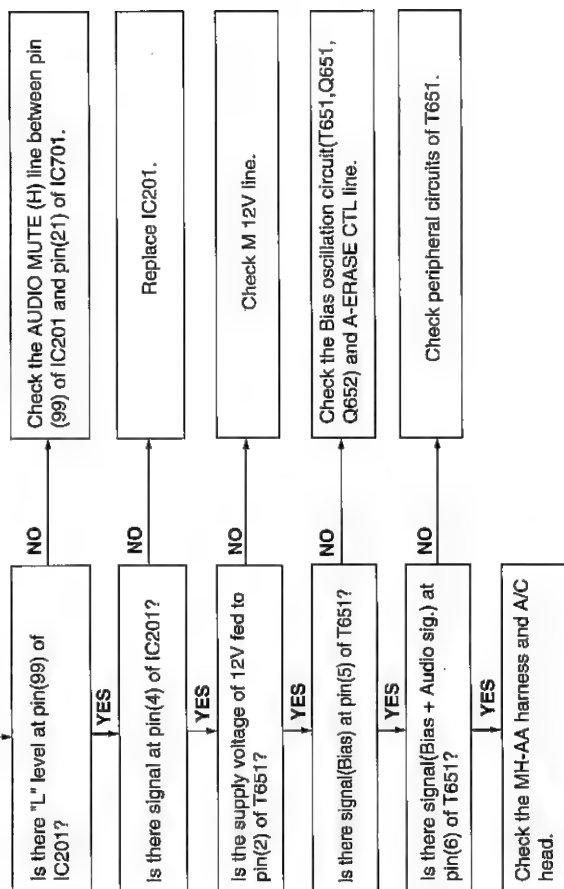 Is there "L" level at pin(99) of
IC201?
NO
Check the AUDIO MUTE (H) line between pin
(99) of IC201 and pin(21) of IC701.
YES
Is there signal at pin(4) of IC201?
NO
Replace IC201.
YES
Is the supply voltage of 12V fed to
pin(2) of T651?
NO
Check M 12V line.
YES
Is there signal(Bias) at pin(5) of T651?
NO
Check the Bias oscillation circuit(T651,Q651,
Q652) and A-ERASE CTL line.
YES
Is there signal(Bias + Audio sig.) at
pin(6) of T651?
NO
Check peripheral circuits of T651.
YES
Check the MH-AA harness and A/C
head.